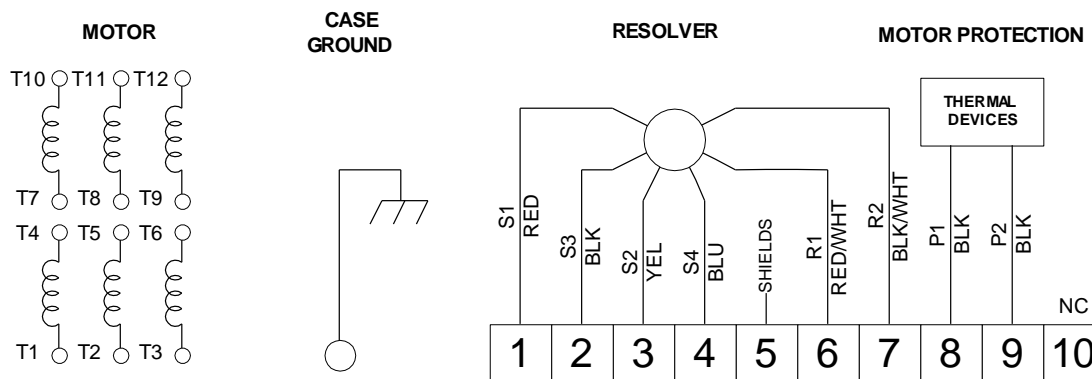 MOTOR
CASE
GROUND
RESOLVER
MOTOR PROTECTION
T10 T11 T12
T7 T8 T9
T4 T5 T6
T1 T2 T3
THERMAL
DEVICES
S1
RED
S3
BLK
S2
YEL
S4
BLU
SHIELDS
R1
RED/WHT
R2
BLK/WHT
P1
BLK
P2
BLK
NC
1 2 3 4 5 6 7 8 9 10